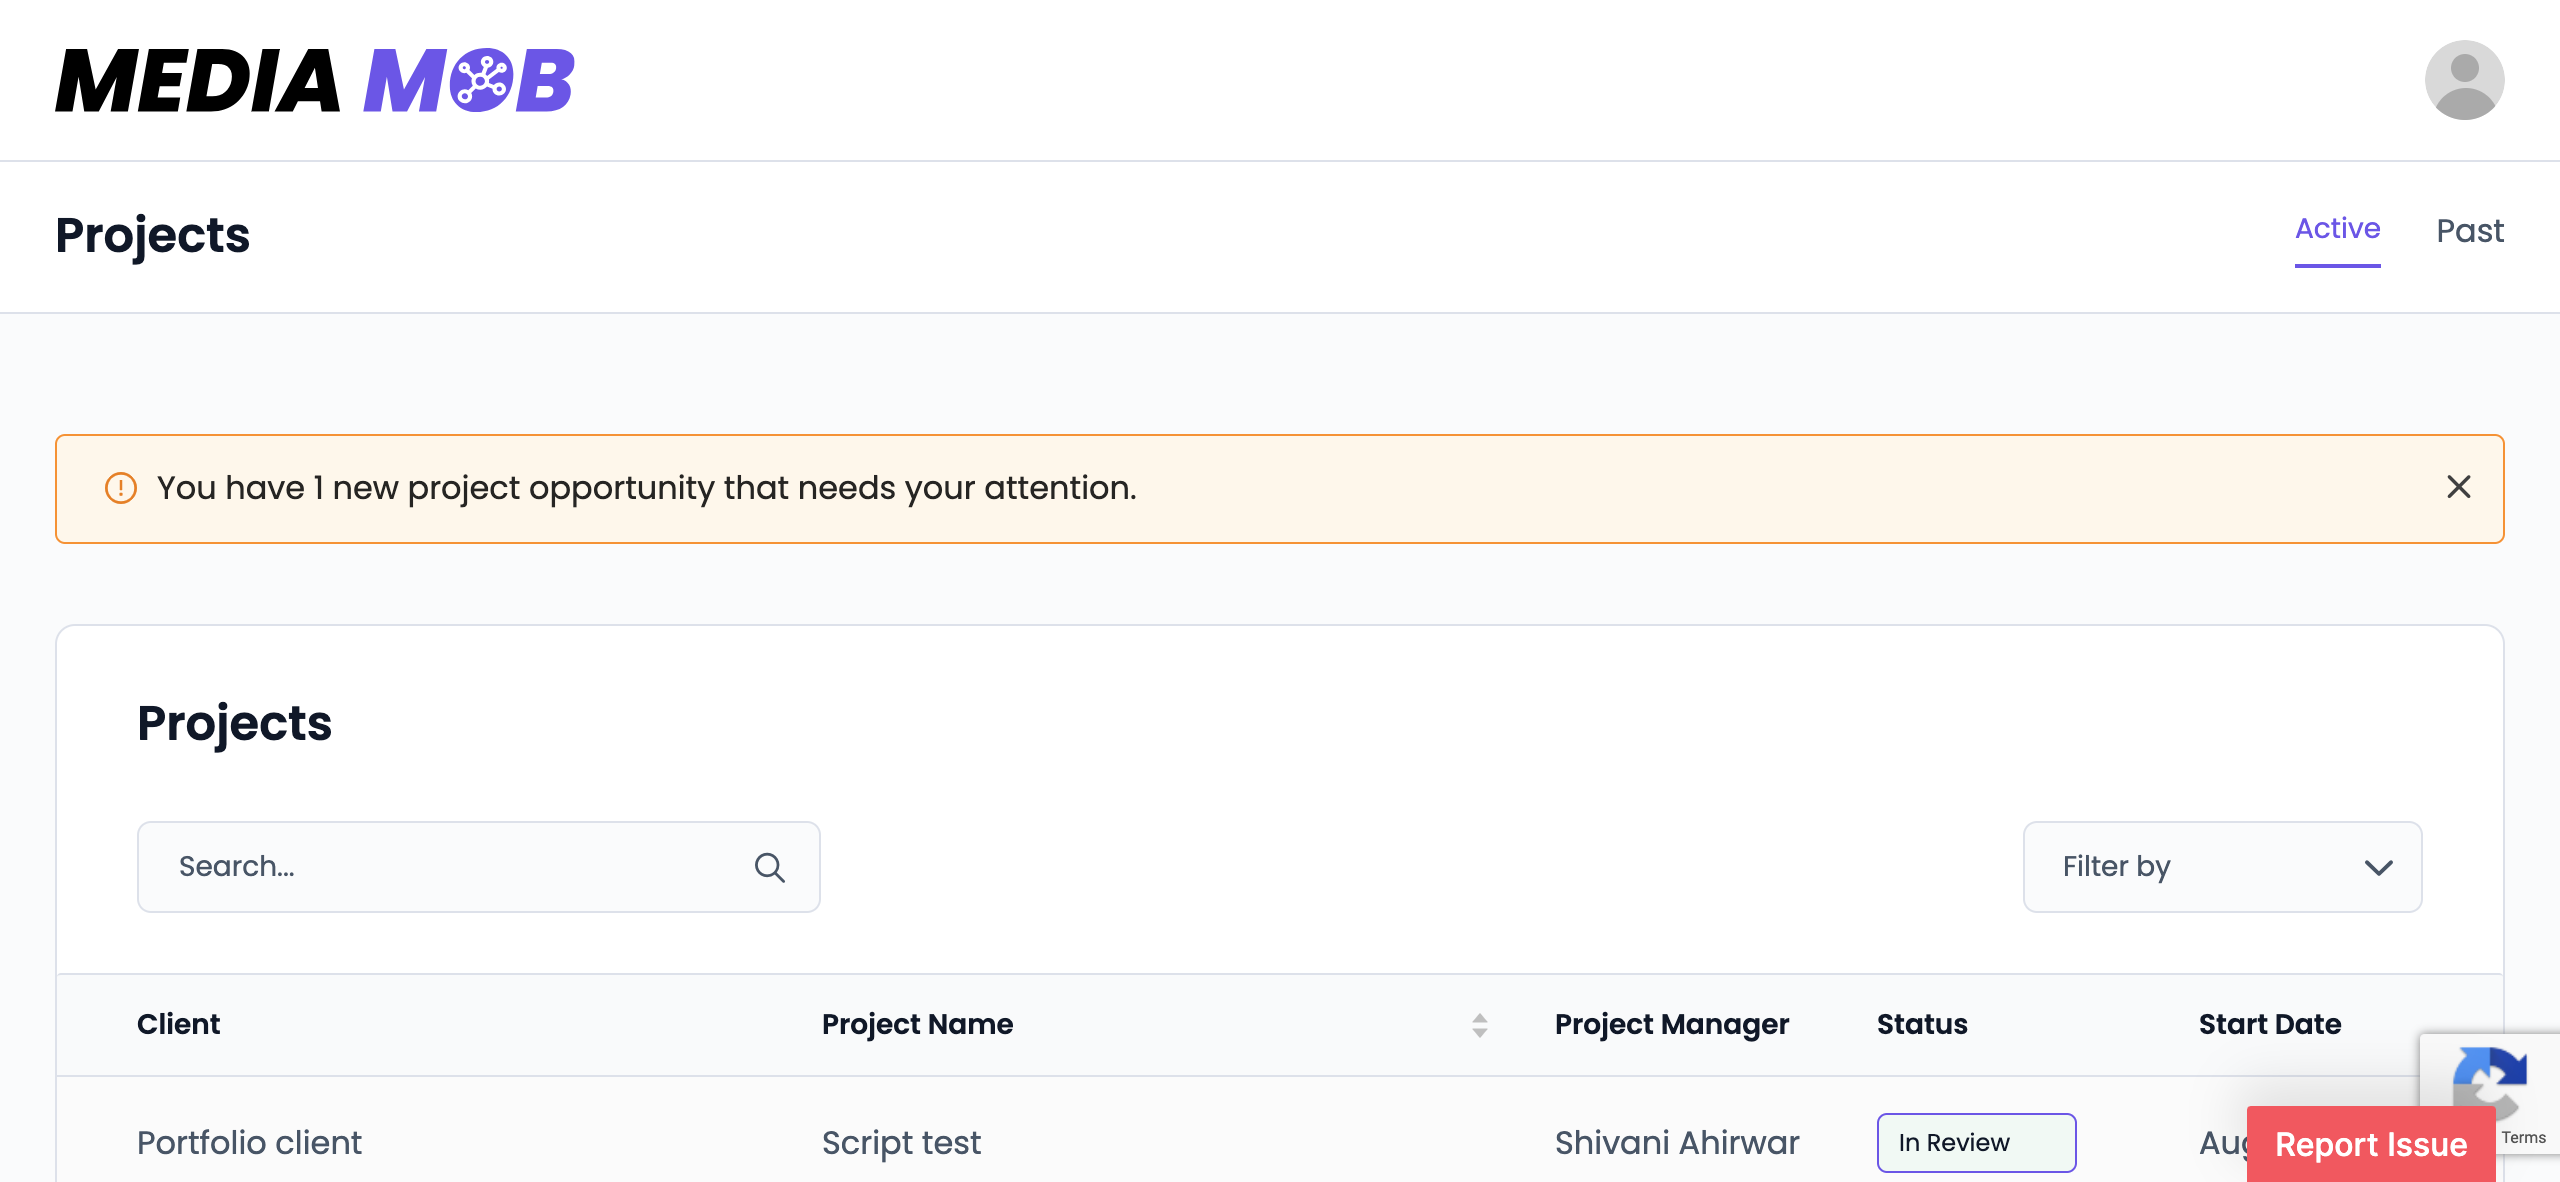 MEDIA MOB
Projects
Active
Past
You have 1 new project opportunity that needs your attention.
Projects
Search...
Filter by
Client
Project Name
Project Manager
Status
Start Date
Portfolio client
Script test
Shivani Ahirwar
In Review
Report Issue
Terms